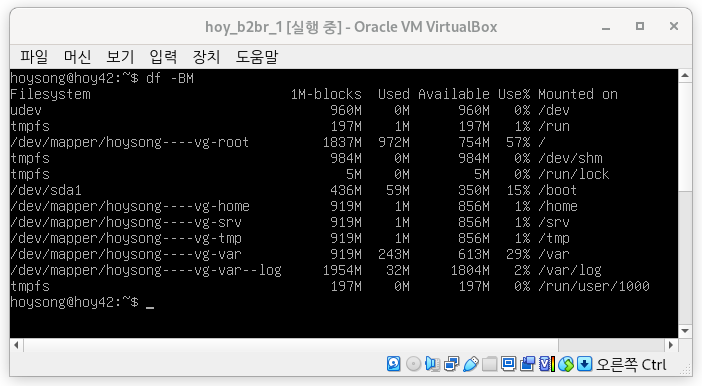 hoy_b2br_1 [실행 중] - Oracle VM VirtualBox
파일 머신 보기 입력 장치 도움말
hoysong@hoy42:~$ df -BM
Filesystem 1M-blocks Used Available Use% Mounted on
udev 960M 0M 960M 0% /dev
tmpfs 197M 1M 197M 1% /run
/dev/mapper/hoysong----vg-root 1837M 972M 754M 57% /
tmpfs 984M 0M 984M 0% /dev/shm
tmpfs 5M 0M 5M 0% /run/lock
/dev/sda1 436M 59M 350M 15% /boot
/dev/mapper/hoysong----vg-home 919M 1M 856M 1% /home
/dev/mapper/hoysong----vg-srv 919M 1M 856M 1% /srv
/dev/mapper/hoysong----vg-tmp 919M 1M 856M 1% /tmp
/dev/mapper/hoysong----vg-var 919M 243M 613M 29% /var
/dev/mapper/hoysong----vg-var--log 1954M 32M 1804M 2% /var/log
tmpfs 197M 0M 197M 0% /run/user/1000
hoysong@hoy42:~$ _
오른쪽 Ctrl